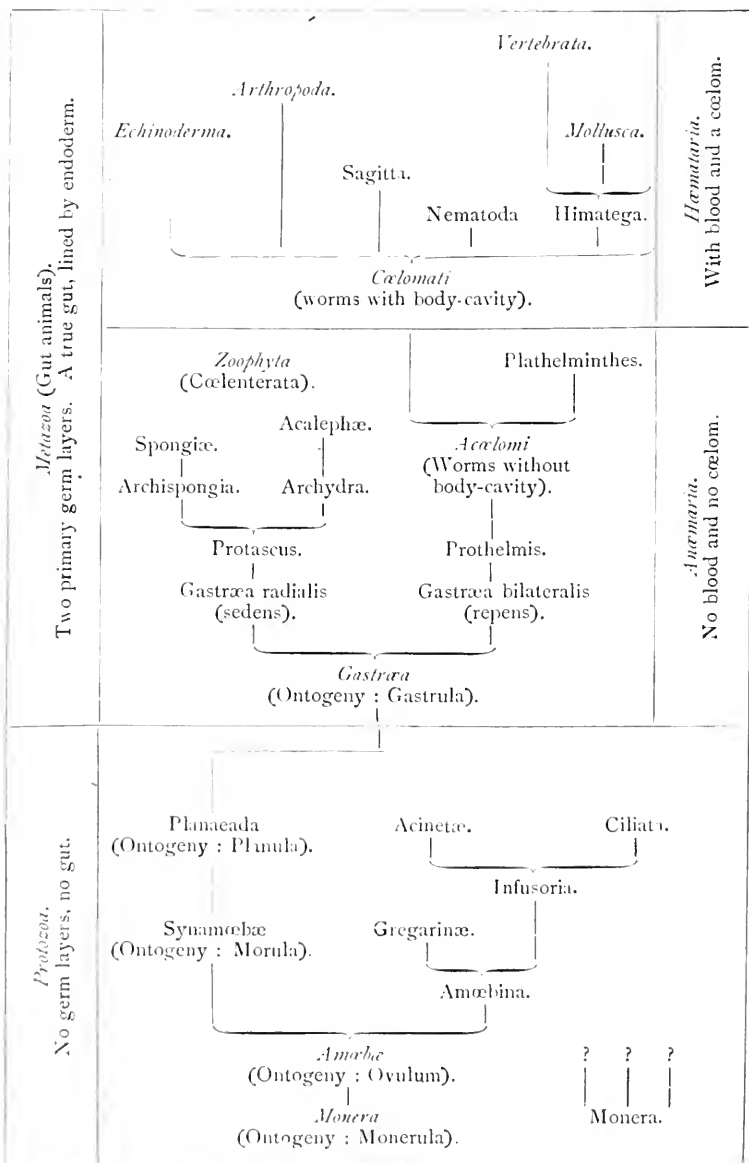 Metazoa (Gut animals).
Two primary germ layers. A true gut, lined by endoderm.
Vertebrata.
Arthropoda.
Echinoderma.
Mollusca.
Sagitta.
Nematoda
Himatega.
Cœlomati
(worms with body-cavity).
Hæmataria.
With blood and a cœlom.
Zoophyta
(Cœlenterata).
Plathelminthes.
Acalephæ.
Spongiæ.
Acœlomi
(Worms without
body-cavity).
Archispongia.
Archydra.
Protascus.
Prothelmis.
Gastræa radialis
(sedens).
Gastræa bilateralis
(repens).
Gastræa
(Ontogeny : Gastrula).
Anæmaria.
No blood and no cœlom.
Protozoa.
No germ layers, no gut.
Planaeada
(Ontogeny : Planula).
Acinetæ.
Ciliata.
Infusoria.
Synamœbæ
(Ontogeny : Morula).
Gregarinæ.
Amœbina.
Amœbæ
(Ontogeny : Ovulum).
? ? ?
Monera
(Ontogeny : Monerula).
Monera.